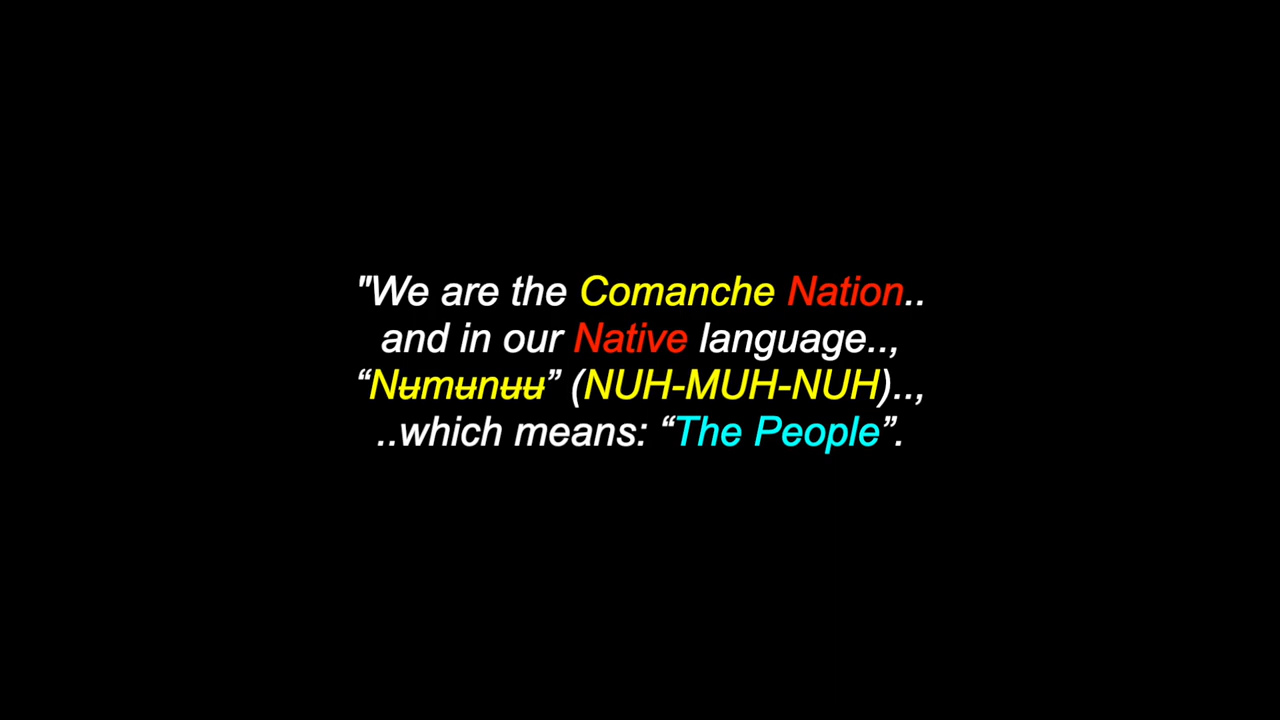 "We are the Comanche Nation..
and in our Native language..,
“Nʉmʉnʉʉ” (NUH-MUH-NUH)..,
..which means: “The People”.